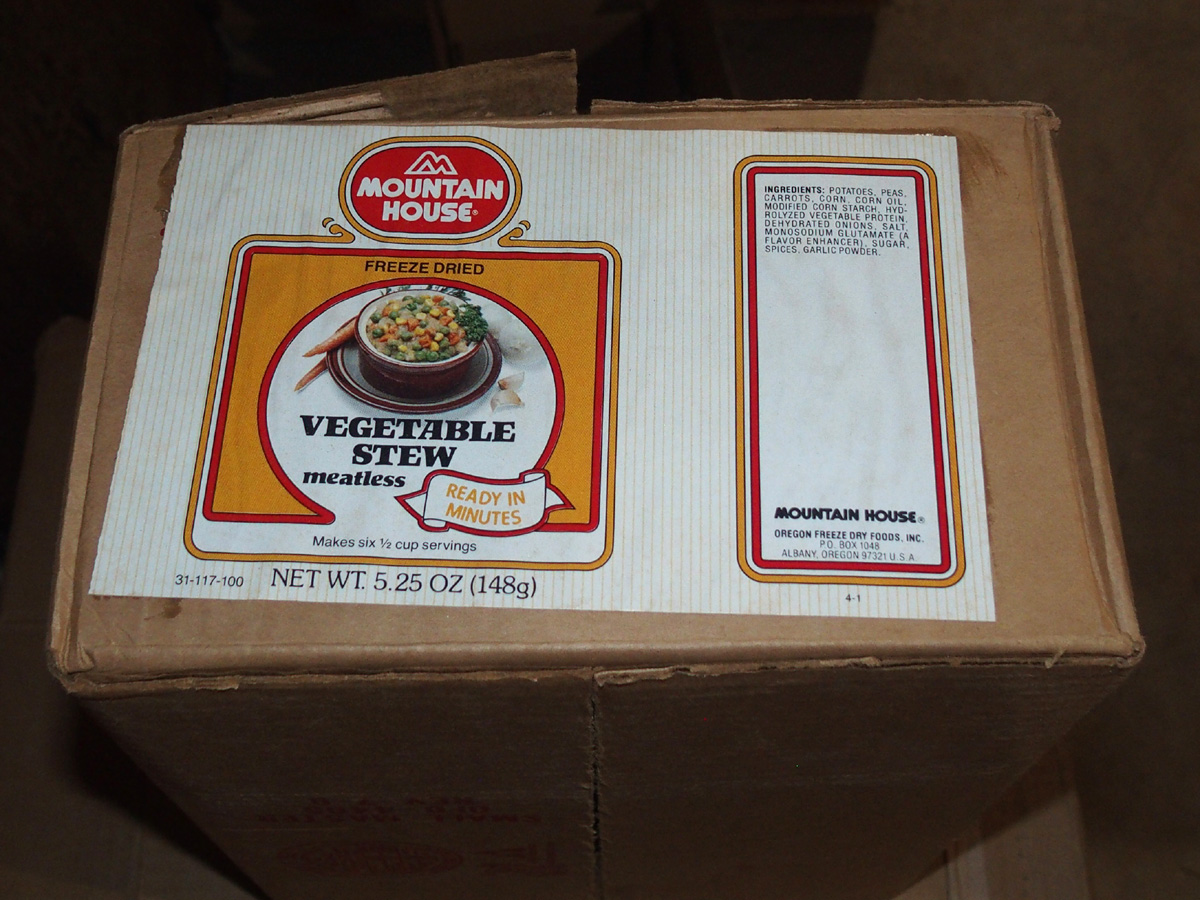 MOUNTAIN
HOUSE®
FREEZE DRIED
VEGETABLE
STEW
meatless
READY IN
MINUTES
Makes six ½ cup servings
31-117-100 NET WT. 5.25 OZ (148g)
INGREDIENTS: POTATOES, PEAS,
CARROTS, CORN, CORN OIL,
MODIFIED CORN STARCH, HYD-
ROLYZED VEGETABLE PROTEIN,
DEHYDRATED ONIONS, SALT,
MONOSODIUM GLUTAMATE (A
FLAVOR ENHANCER), SUGAR,
SPICES, GARLIC POWDER.
MOUNTAIN HOUSE®
OREGON FREEZE DRY FOODS, INC.
P.O. BOX 1048
ALBANY, OREGON 97321 U.S.A.
4-1